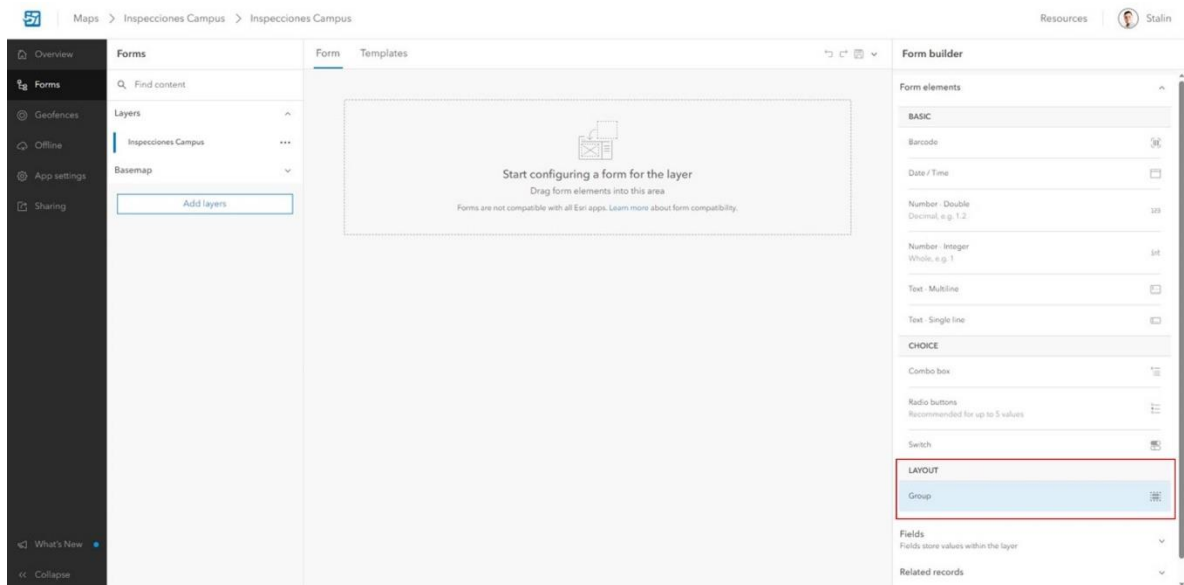 Maps > Inspecciones Campus > Inspecciones Campus
Resources
Stalin
Overview
Forms
Geofences
Offline
App settings
Sharing
What's New
Collapse
Forms
Find content
Layers
Inspecciones Campus
Basemap
Add layers
Form Templates
Start configuring a form for the layer
Drag form elements into this area
Forms are not compatible with all Esri apps. Learn more about form compatibility.
Form builder
Form elements
BASIC
Barcode
Date / Time
Number - Double
Decimal, e.g. 1.2
Number - Integer
Whole, e.g. 1
Int
Text - Multiline
Text - Single line
CHOICE
Combo box
Radio buttons
Recommended for up to 5 values
Switch
LAYOUT
Group
Fields
Fields store values within the layer
Related records